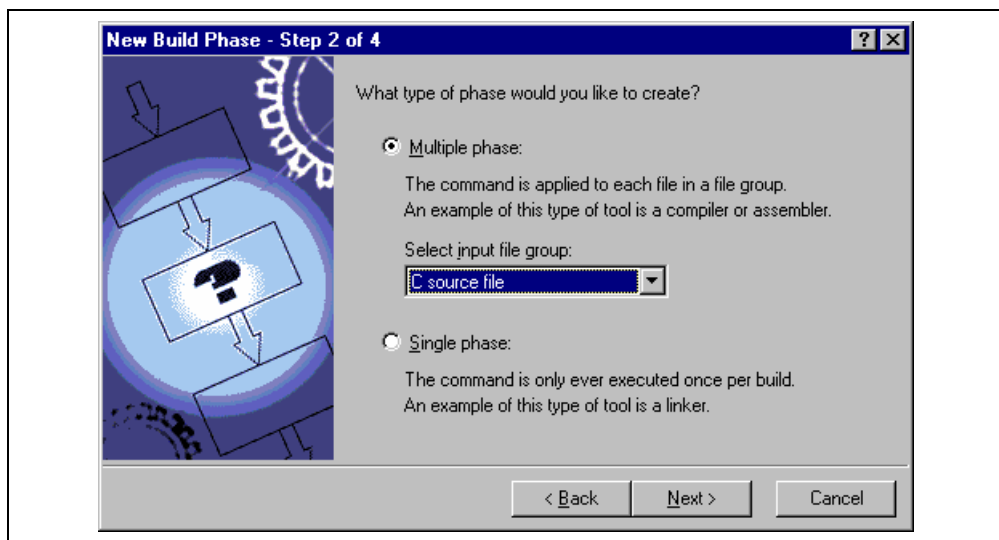 New Build Phase - Step 2 of 4
What type of phase would you like to create?
Multiple phase:
The command is applied to each file in a file group.
An example of this type of tool is a compiler or assembler.
Select input file group:
C source file
Single phase:
The command is only ever executed once per build.
An example of this type of tool is a linker.
< Back
Next >
Cancel